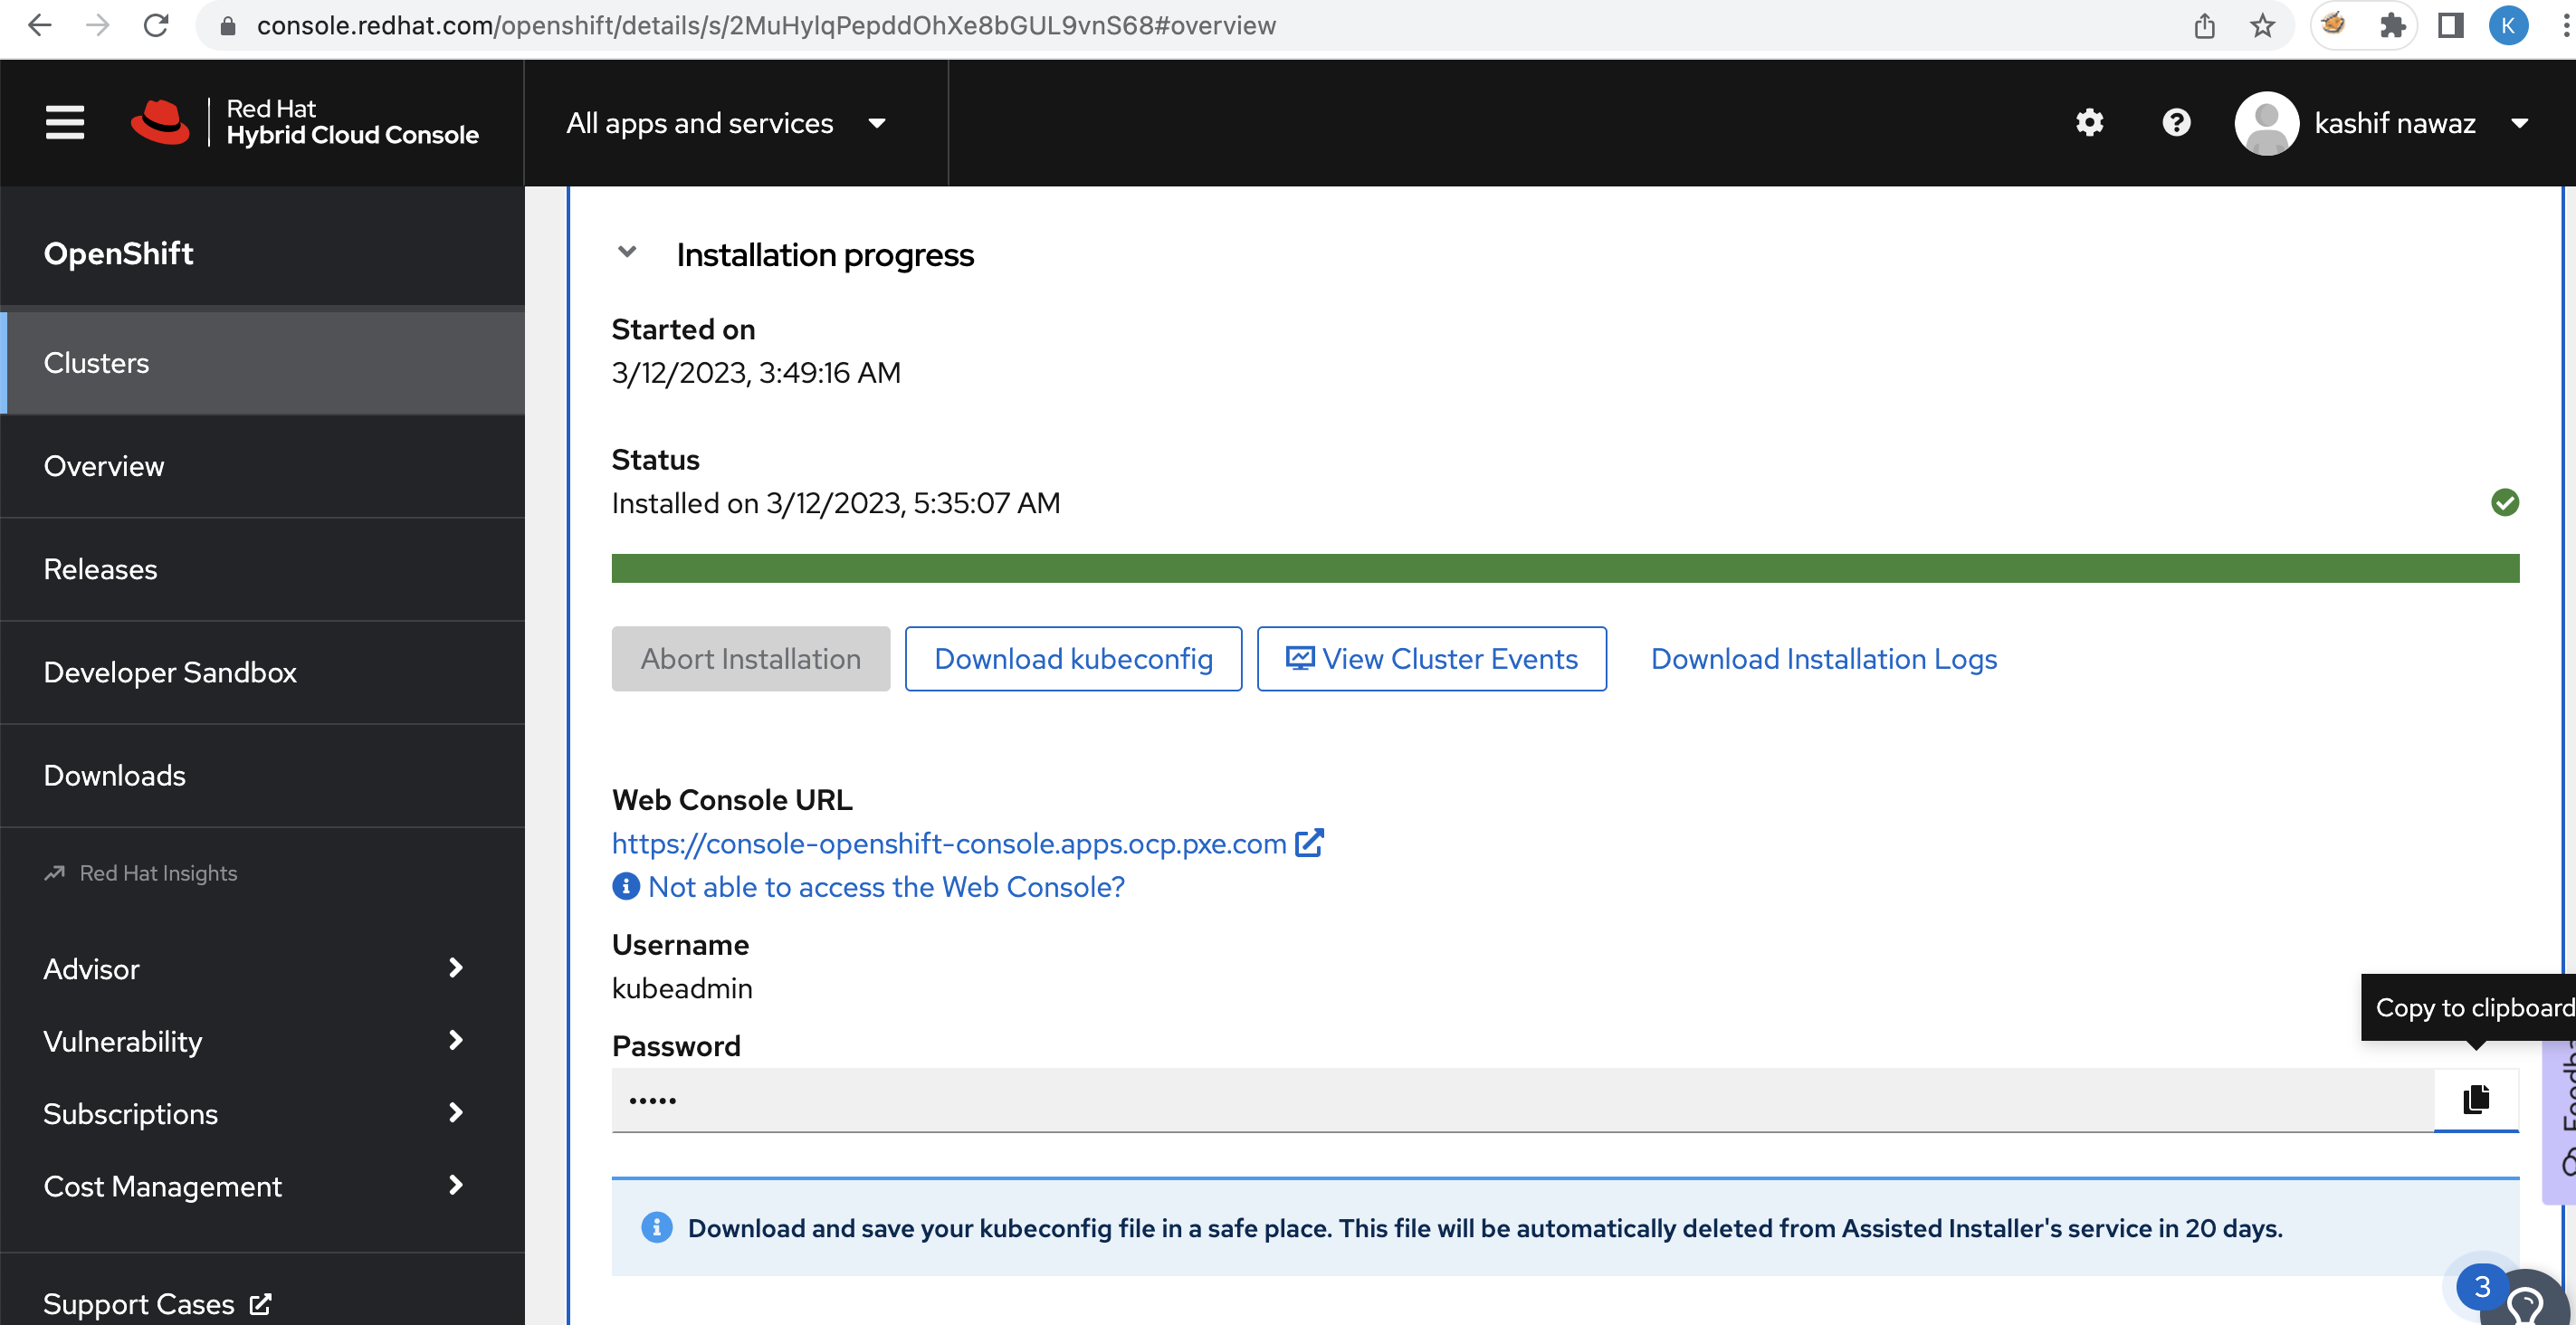 console.redhat.com/openshift/details/s/2MuHylqPepddOhXe8bGUL9vnS68#overview
K
Red Hat
Hybrid Cloud Console
All apps and services
kashif nawaz
OpenShift
Clusters
Overview
Releases
Developer Sandbox
Downloads
Red Hat Insights
Advisor
Vulnerability
Subscriptions
Cost Management
Support Cases
Installation progress
Started on
3/12/2023, 3:49:16 AM
Status
Installed on 3/12/2023, 5:35:07 AM
Abort Installation
Download kubeconfig
View Cluster Events
Download Installation Logs
Web Console URL
https://console-openshift-console.apps.ocp.pxe.com
Not able to access the Web Console?
Username
kubeadmin
Password
•••••
Copy to clipboard
Download and save your kubeconfig file in a safe place. This file will be automatically deleted from Assisted Installer's service in 20 days.
3